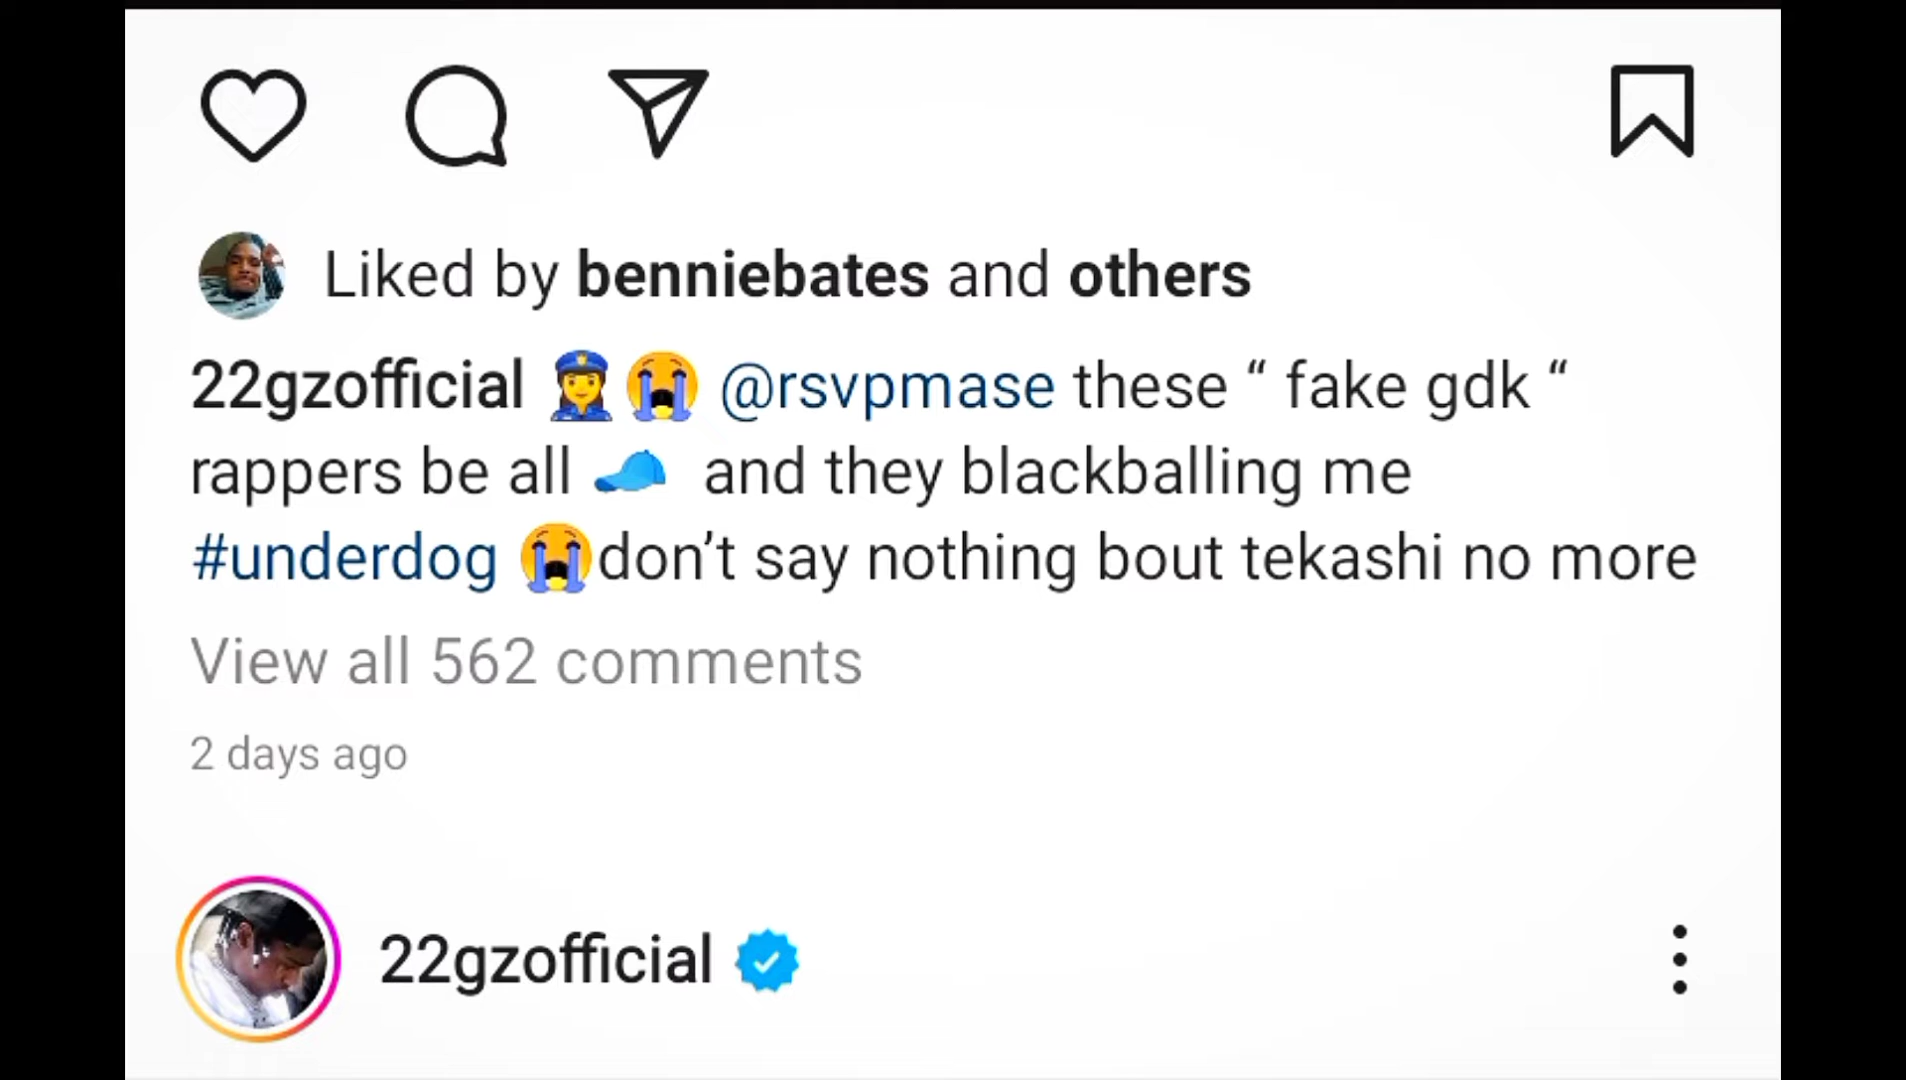 Liked by benniebates and others
22gzofficial 👮‍♀️😭 @rsvpmase these “ fake gdk “
rappers be all 🧢 and they blackballing me
#underdog 😭don’t say nothing bout tekashi no more
View all 562 comments
2 days ago
22gzofficial